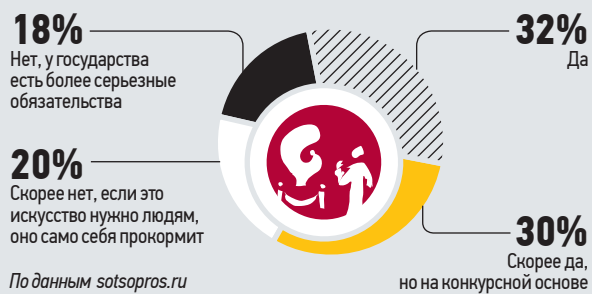 18%
Нет, у государства
есть более серьезные
обязательства
32%
Да
20%
Скорее нет, если это
искусство нужно людям,
оно само себя прокормит
30%
Скорее да,
но на конкурсной основе
По данным sotsopros.ru